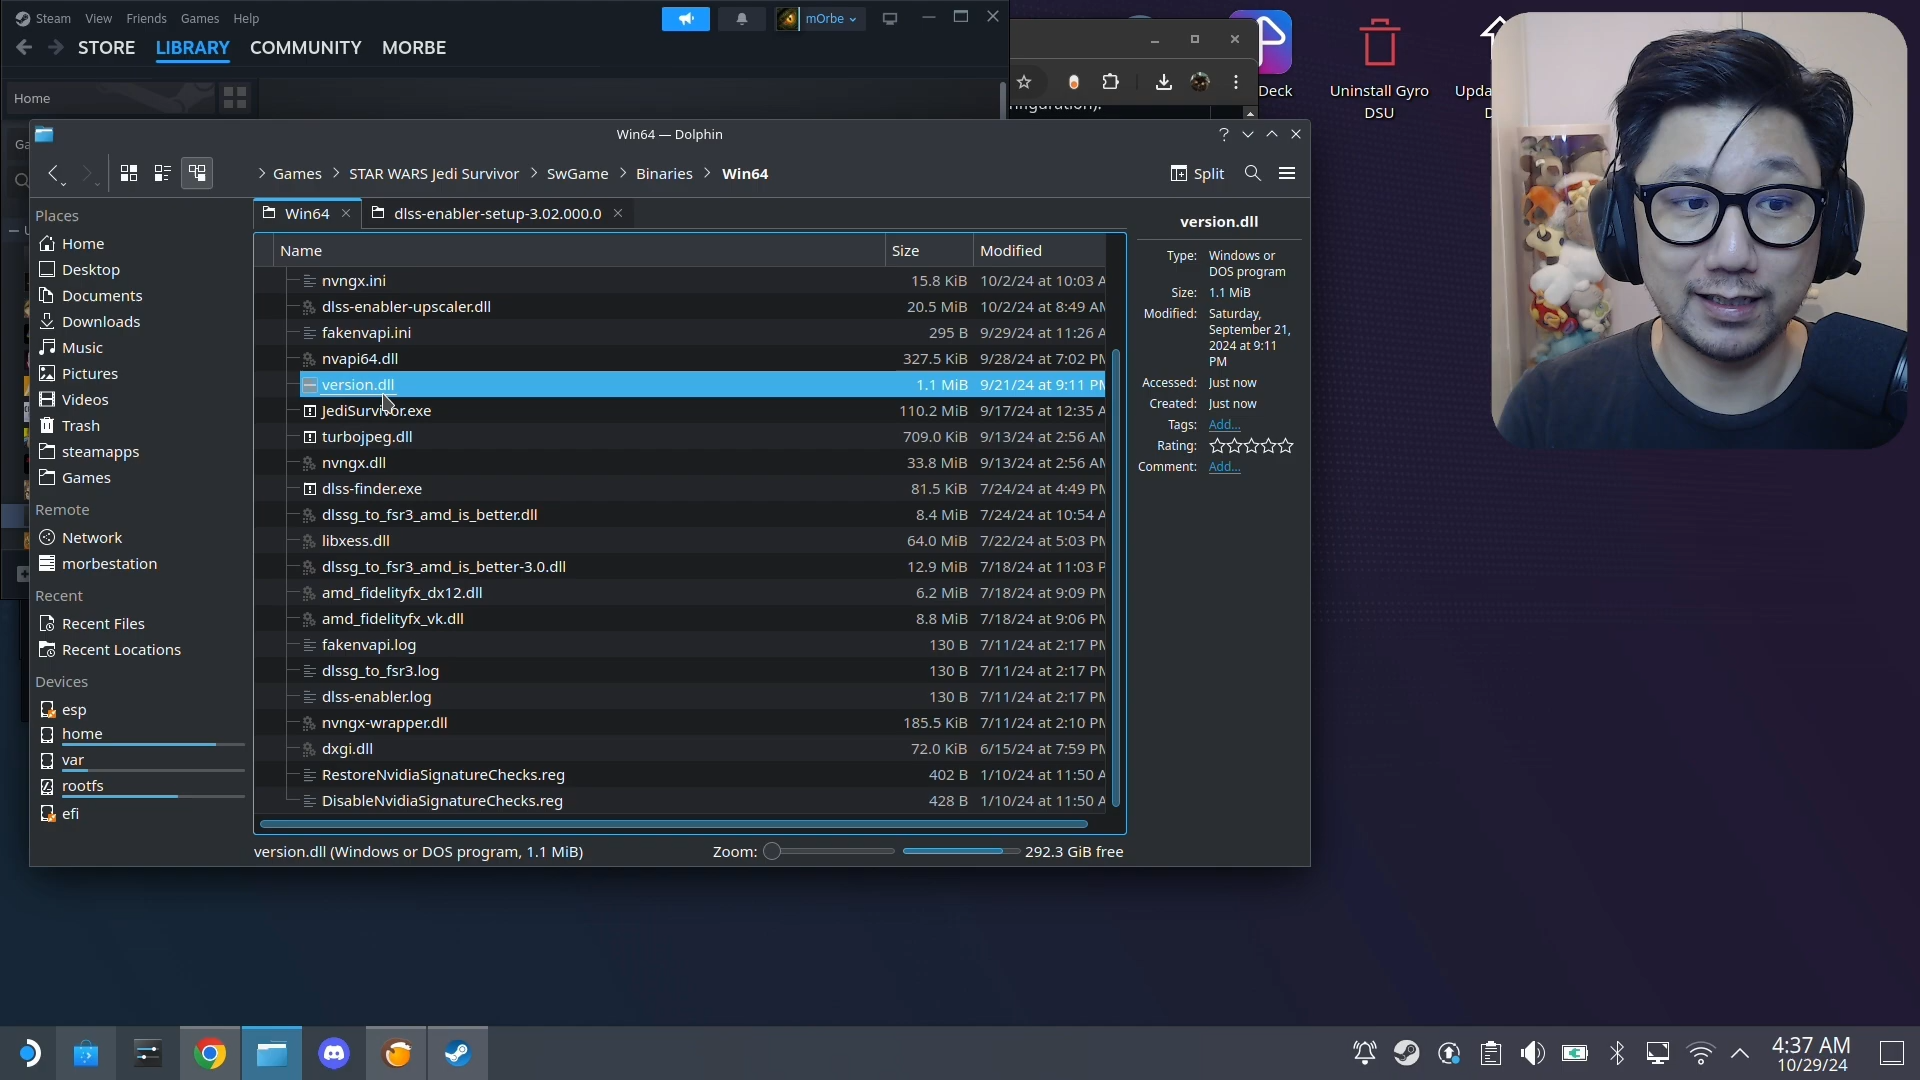 Steam View Friends Games Help
mOrbe
STORE LIBRARY COMMUNITY MORBE
Home
Win64 — Dolphin
Games STAR WARS Jedi Survivor SwGame Binaries Win64
Split
Win64
dlss-enabler-setup-3.02.000.0
Places
Home
Desktop
Documents
Downloads
Music
Pictures
Videos
Trash
steamapps
Games
Remote
Network
morbestation
Recent
Recent Files
Recent Locations
Devices
esp
home
var
rootfs
efi
Name Size Modified
nvngx.ini 15.8 KiB 10/2/24 at 10:03 A
dlss-enabler-upscaler.dll 20.5 MiB 10/2/24 at 8:49 AM
fakenvapi.ini 295 B 9/29/24 at 11:26 A
nvapi64.dll 327.5 KiB 9/28/24 at 7:02 PM
version.dll 1.1 MiB 9/21/24 at 9:11 PM
JediSurvivor.exe 110.2 MiB 9/17/24 at 12:35 A
turbojpeg.dll 709.0 KiB 9/13/24 at 2:56 AM
nvngx.dll 33.8 MiB 9/13/24 at 2:56 AM
dlss-finder.exe 81.5 KiB 7/24/24 at 4:49 PM
dlssg_to_fsr3_amd_is_better.dll 8.4 MiB 7/24/24 at 10:54 A
libxess.dll 64.0 MiB 7/22/24 at 5:03 PM
dlssg_to_fsr3_amd_is_better-3.0.dll 12.9 MiB 7/18/24 at 11:03 P
amd_fidelityfx_dx12.dll 6.2 MiB 7/18/24 at 9:09 PM
amd_fidelityfx_vk.dll 8.8 MiB 7/18/24 at 9:06 PM
fakenvapi.log 130 B 7/11/24 at 2:17 PM
dlssg_to_fsr3.log 130 B 7/11/24 at 2:17 PM
dlss-enabler.log 130 B 7/11/24 at 2:17 PM
nvngx-wrapper.dll 185.5 KiB 7/11/24 at 2:10 PM
dxgi.dll 72.0 KiB 6/15/24 at 7:59 PM
RestoreNvidiaSignatureChecks.reg 402 B 1/10/24 at 11:50 A
DisableNvidiaSignatureChecks.reg 428 B 1/10/24 at 11:50 A
version.dll (Windows or DOS program, 1.1 MiB)
Zoom:
292.3 GiB free
version.dll
Type: Windows or
DOS program
Size: 1.1 MiB
Modified: Saturday,
September 21,
2024 at 9:11
PM
Accessed: Just now
Created: Just now
Tags: Add...
Rating:
Comment: Add...
Deck
Uninstall Gyro
DSU
4:37 AM
10/29/24